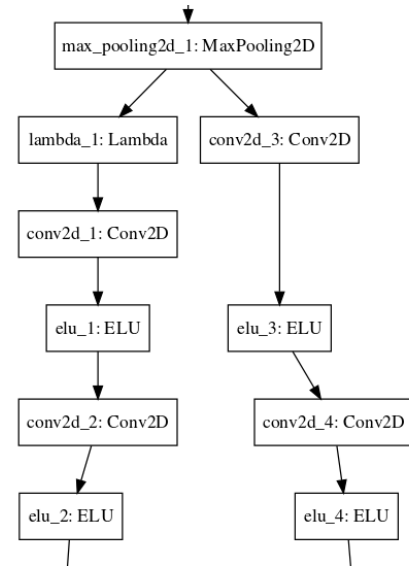 max_pooling2d_1: MaxPooling2D
lambda_1: Lambda
conv2d_3: Conv2D
conv2d_1: Conv2D
elu_1: ELU
elu_3: ELU
conv2d_2: Conv2D
conv2d_4: Conv2D
elu_2: ELU
elu_4: ELU